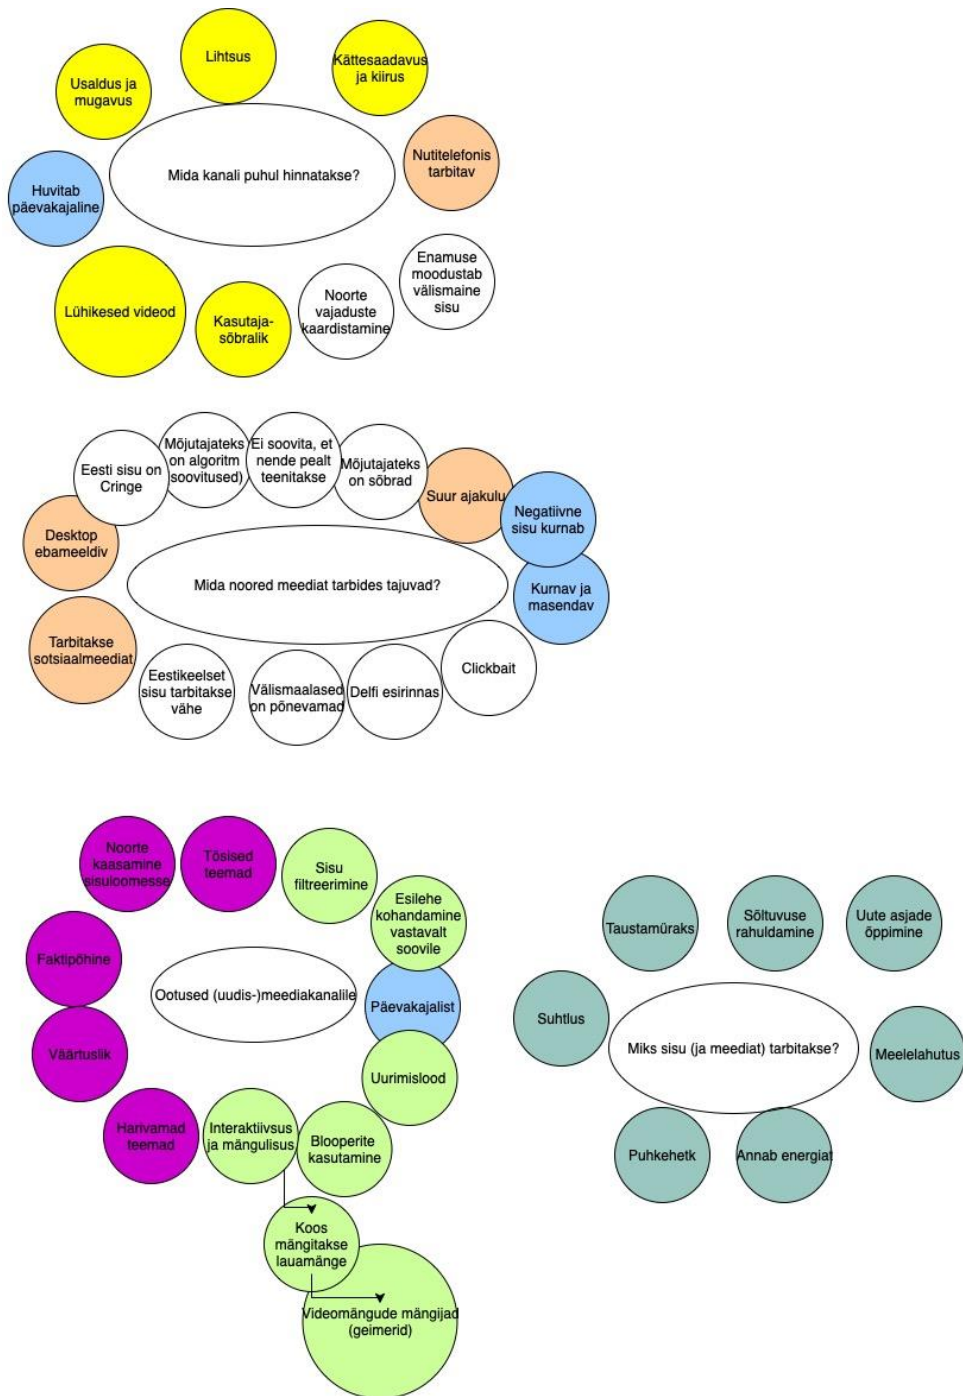 Lihtsus
Kättesaadavus
ja kiirus
Usaldus ja
mugavus
Nutitelefonis
tarbitav
Mida kanali puhul hinnatakse?
Huvitab
päevakajaline
Enamuse
moodustab
välismaine
sisu
Noorte
vajaduste
kaardistamine
Lühikesed videod
Kasutaja-
sõbralik
Mõjutajateks
on algoritm
soovitused)
Ei soovita, et
nende pealt
teenitakse
Mõjutajateks
on sõbrad
Eesti sisu on
Cringe
Suur ajakulu
Negatiivne
sisu kurnab
Desktop
ebameeldiv
Mida noored meediat tarbides tajuvad?
Kurnav ja
masendav
Tarbitakse
sotsiaalmeediat
Eestikeelset
sisu tarbitakse
vähe
Välismaalased
on põnevamad
Delfi esirinnas
Clickbait
Noorte
kaasamine
sisuloomesse
Tõsised
teemad
Sisu
filtreerimine
Esilehe
kohandamine
vastavalt
soovile
Faktipõhine
Ootused (uudis-)meediakanalile
Päevakajalist
Väärtuslik
Uurimislood
Harivamad
teemad
Interaktiivsus
ja mängulisus
Blooperite
kasutamine
Koos
mängitakse
lauamänge
Videomängude mängijad
(geimerid)
Taustamüraks
Sõltuvuse
rahuldamine
Uute asjade
õppimine
Suhtlus
Miks sisu (ja meediat) tarbitakse?
Meelelahutus
Puhkehetk
Annab energiat